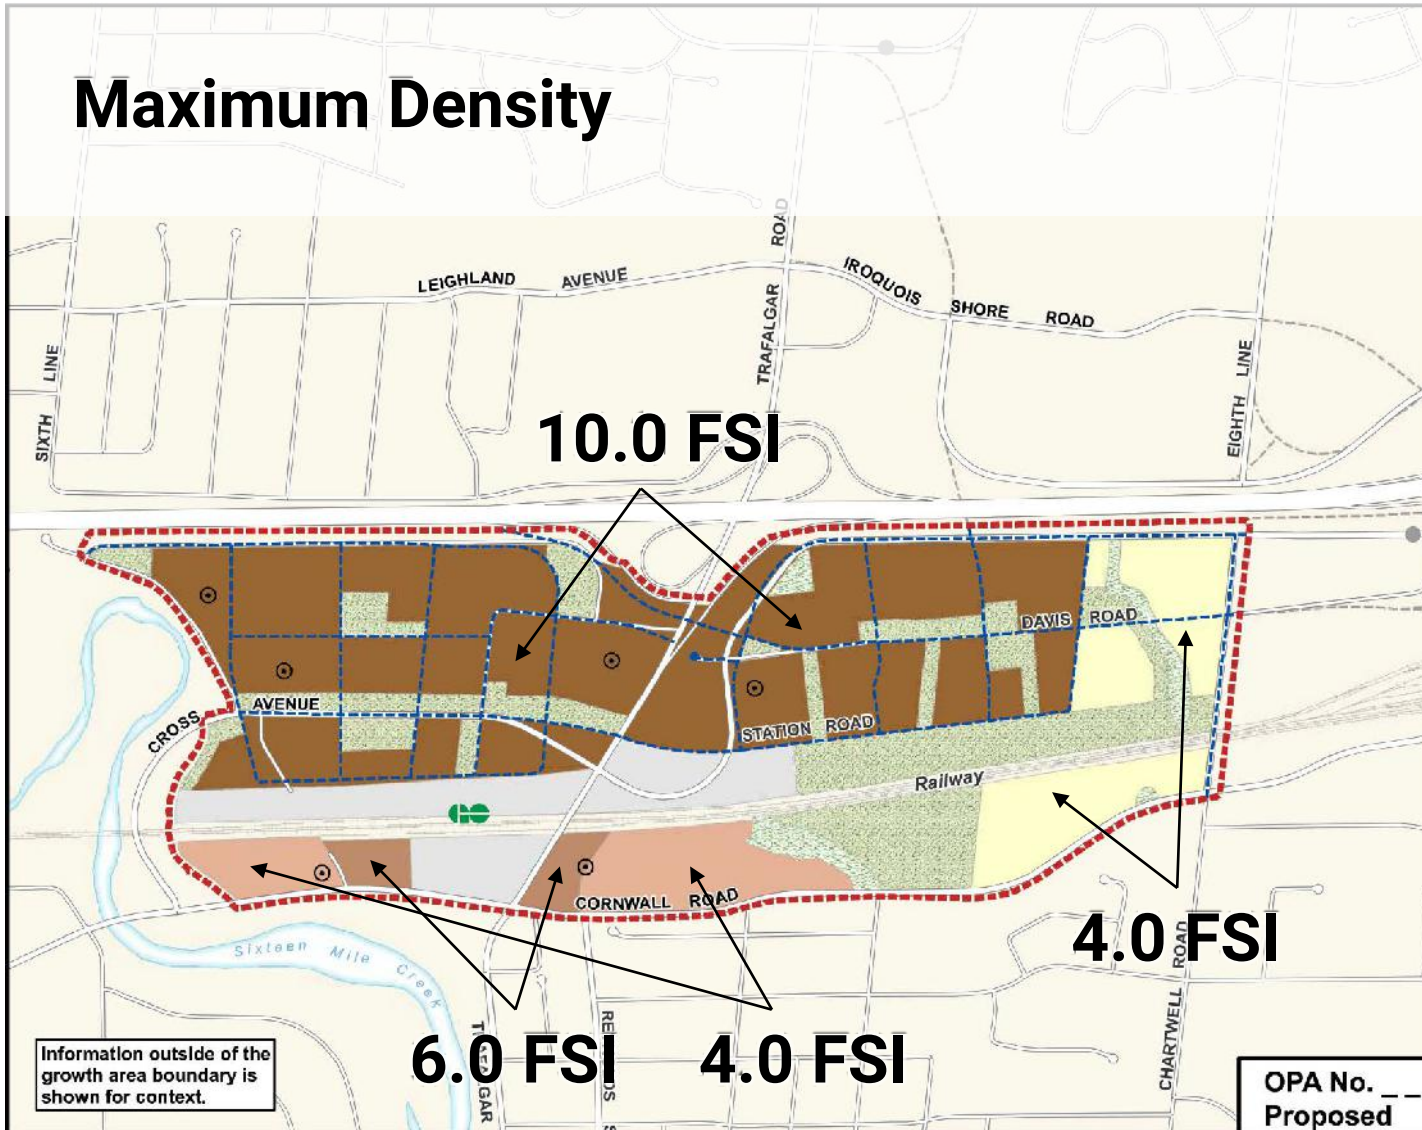 Maximum Density
ROAD
LEIGHLAND AVENUE
IROQUOIS SHORE ROAD
TRAFALGAR
SIXTH LINE
EIGHTH LINE
10.0 FSI
DAVIS ROAD
CROSS AVENUE
STATION ROAD
Railway
GO
CORNWALL ROAD
4.0 FSI
Sixteen Mile Creek
CHARTWELL ROAD
6.0 FSI 4.0 FSI
Information outside of the
growth area boundary is
shown for context.
OPA No. _ _
Proposed